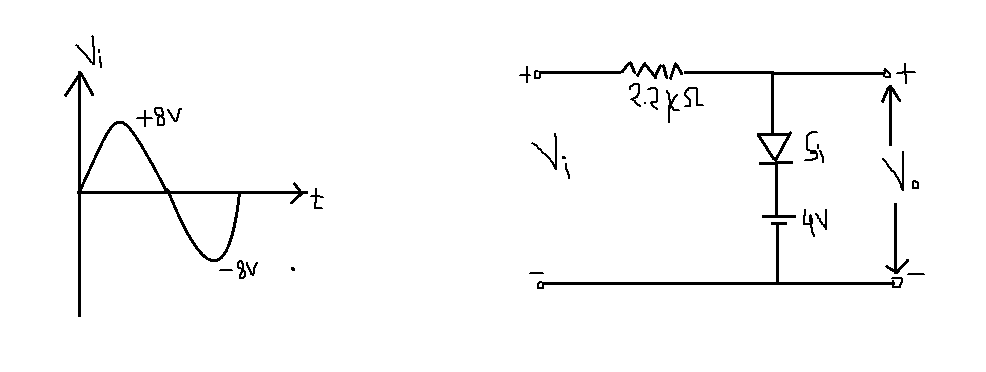 Vi
+8V
t
-8V
+
2.2kΩ
+
Vi
Si
Vo
4V
-
-